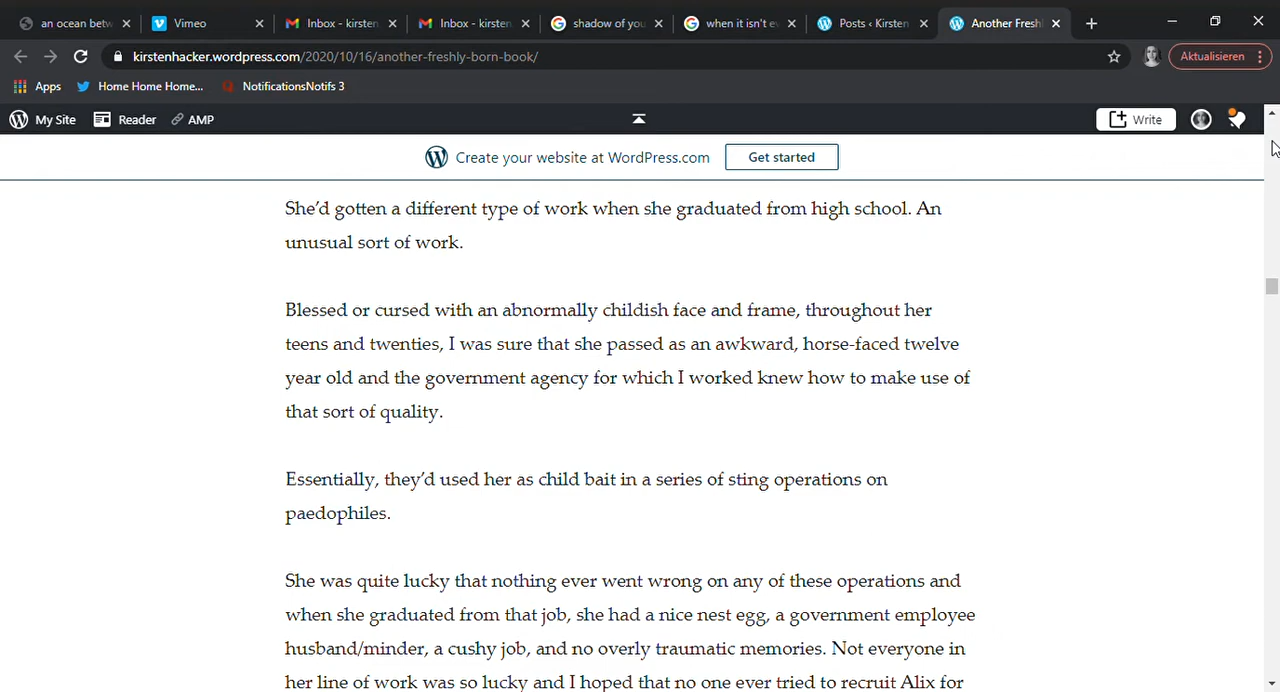 an ocean betw
Vimeo
Inbox - kirsten
Inbox - kirsten
shadow of you
when it isn't e
Posts ‹ Kirsten
Another Fresh
kirstenhacker.wordpress.com/2020/10/16/another-freshly-born-book/
Aktualisieren
Apps
Home Home Home...
NotificationsNotifs 3
My Site
Reader
AMP
Write
Create your website at WordPress.com
Get started
She’d gotten a different type of work when she graduated from high school. An
unusual sort of work.
Blessed or cursed with an abnormally childish face and frame, throughout her
teens and twenties, I was sure that she passed as an awkward, horse-faced twelve
year old and the government agency for which I worked knew how to make use of
that sort of quality.
Essentially, they’d used her as child bait in a series of sting operations on
paedophiles.
She was quite lucky that nothing ever went wrong on any of these operations and
when she graduated from that job, she had a nice nest egg, a government employee
husband/minder, a cushy job, and no overly traumatic memories. Not everyone in
her line of work was so lucky and I hoped that no one ever tried to recruit Alix for